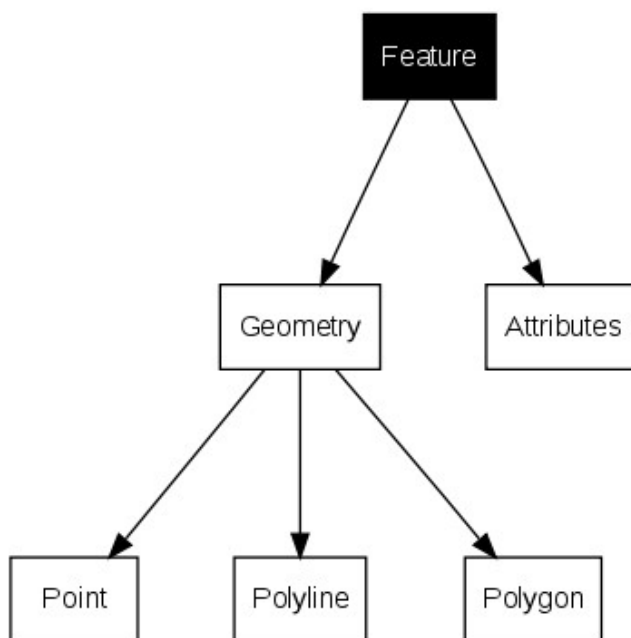 Feature
Geometry
Attributes
Point
Polyline
Polygon